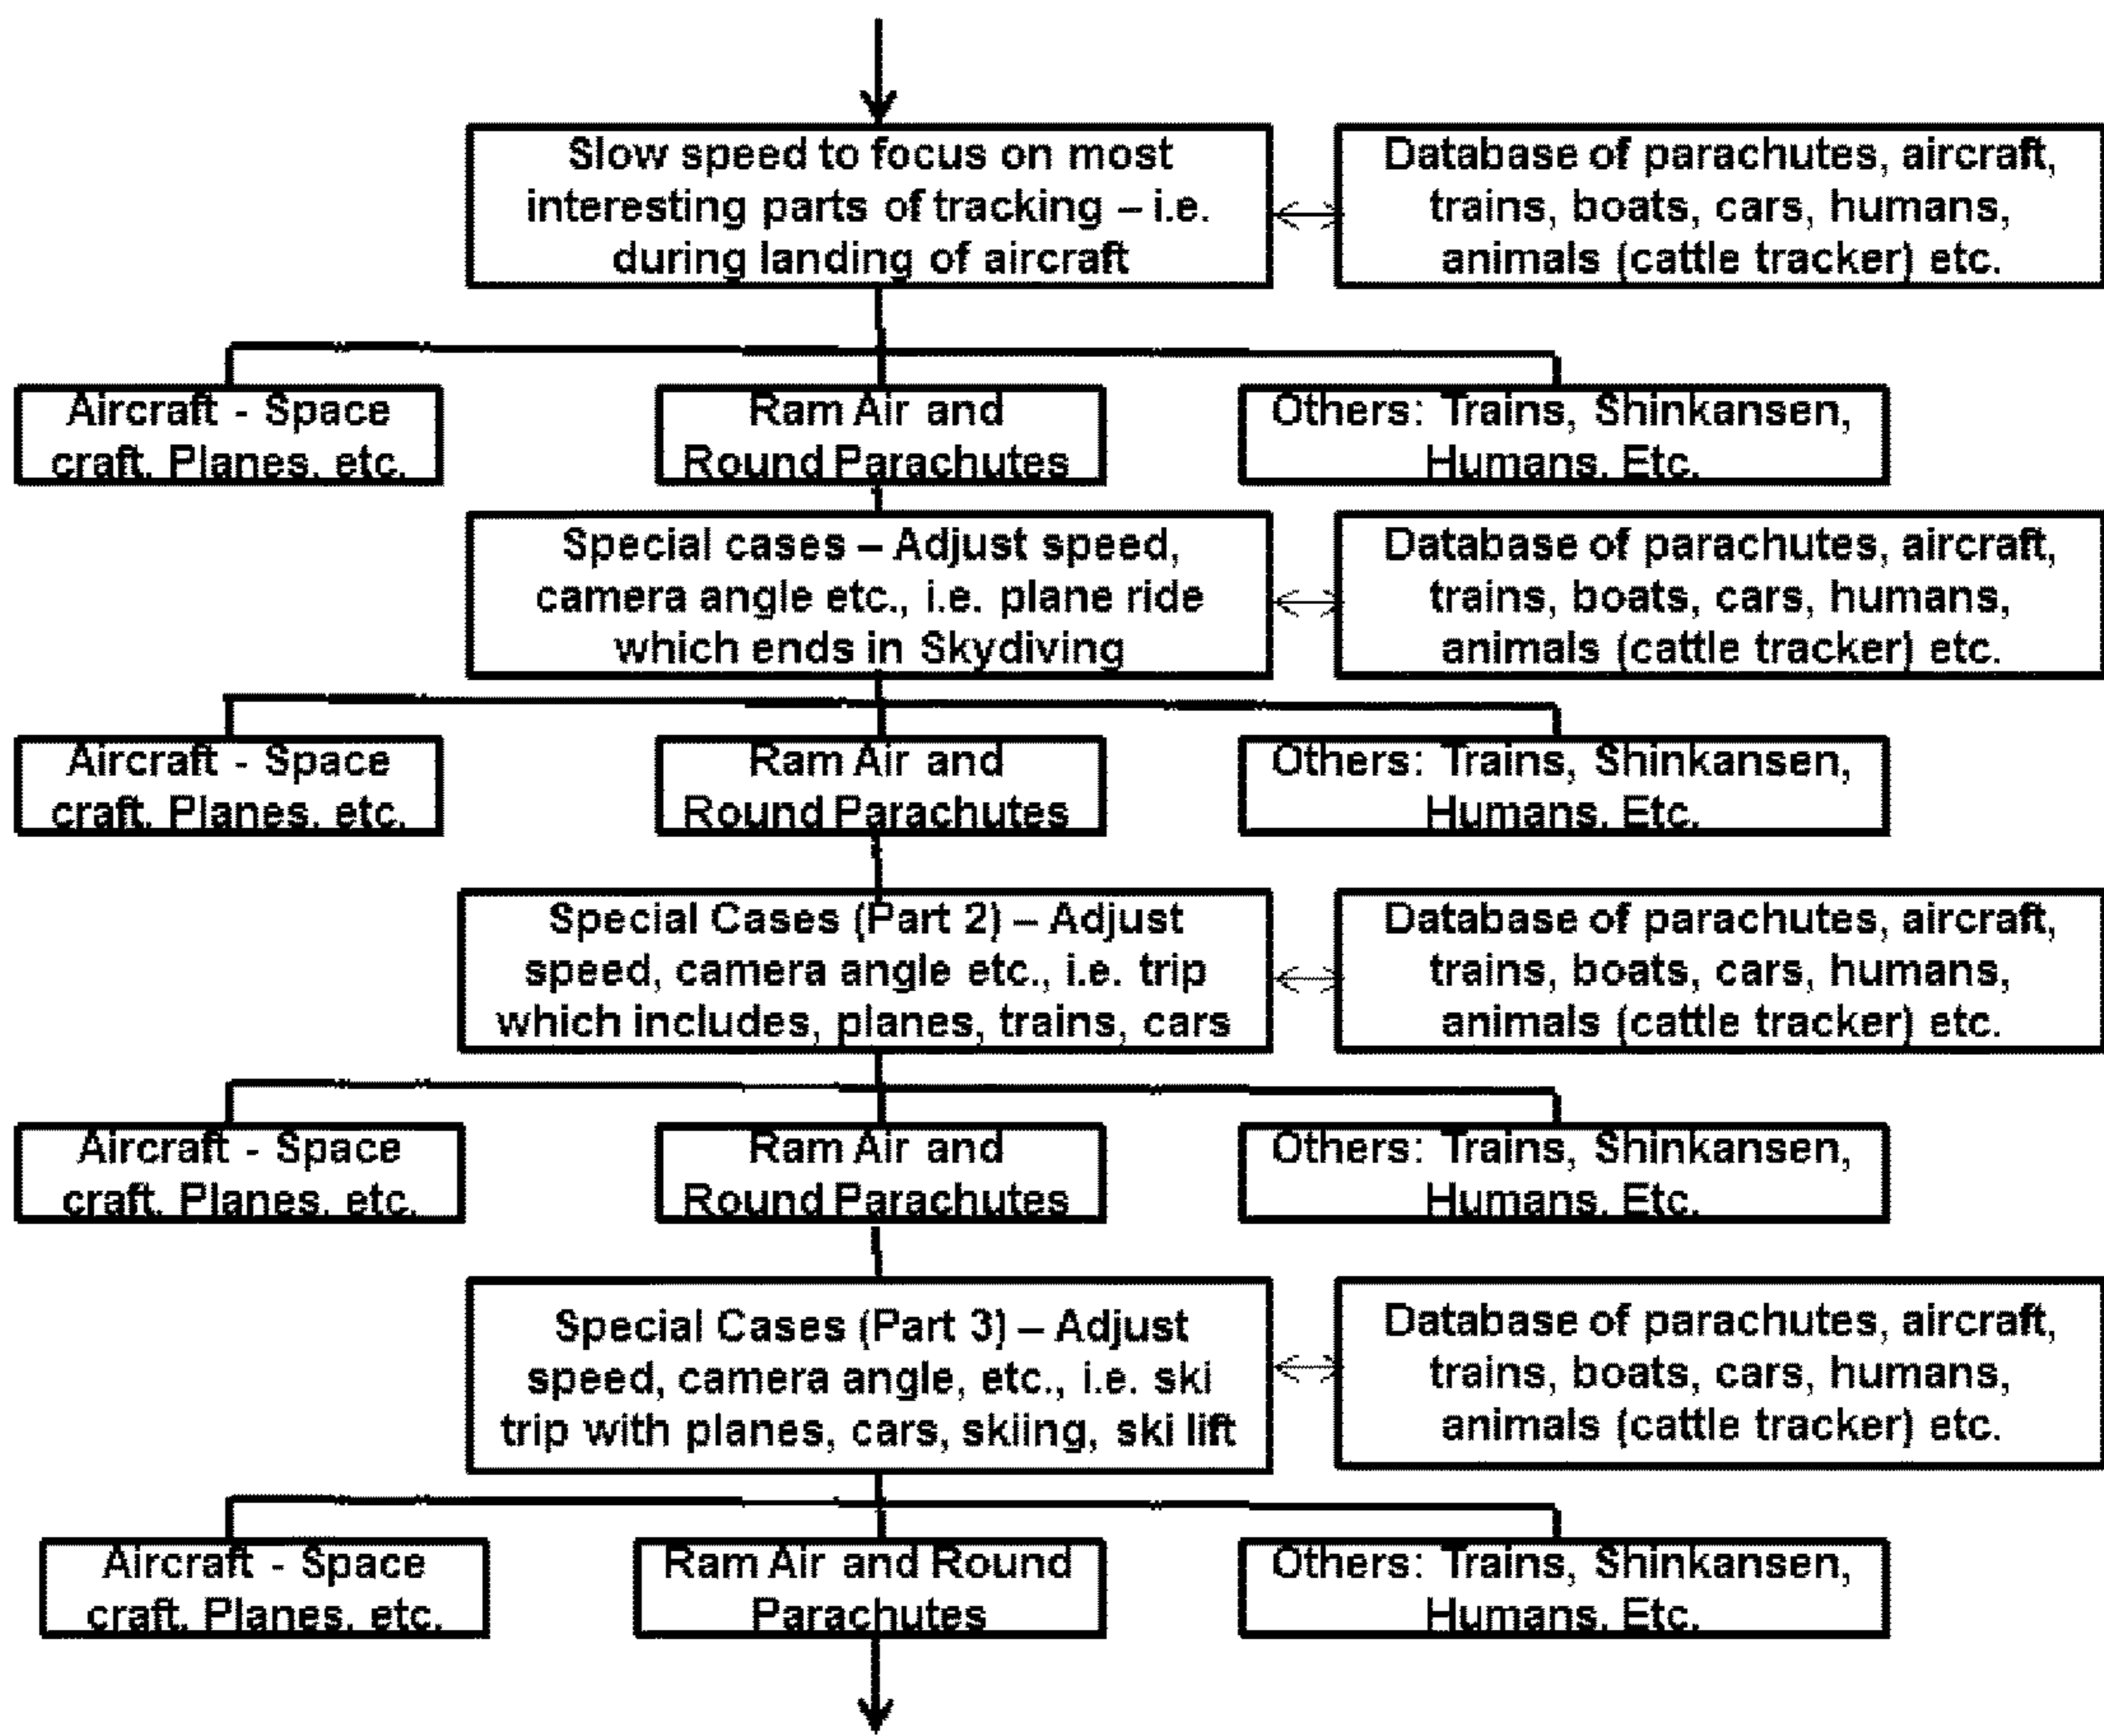 Slow speed to focus on most
interesting parts of tracking – i.e.
during landing of aircraft
Database of parachutes, aircraft,
trains, boats, cars, humans,
animals (cattle tracker) etc.
Aircraft - Space
craft. Planes. etc.
Ram Air and
Round Parachutes
Others: Trains, Shinkansen,
Humans. Etc.
Special cases – Adjust speed,
camera angle etc., i.e. plane ride
which ends in Skydiving
Database of parachutes, aircraft,
trains, boats, cars, humans,
animals (cattle tracker) etc.
Aircraft - Space
craft. Planes. etc.
Ram Air and
Round Parachutes
Others: Trains, Shinkansen,
Humans. Etc.
Special Cases (Part 2) – Adjust
speed, camera angle etc., i.e. trip
which includes, planes, trains, cars
Database of parachutes, aircraft,
trains, boats, cars, humans,
animals (cattle tracker) etc.
Aircraft - Space
craft. Planes. etc.
Ram Air and
Round Parachutes
Others: Trains, Shinkansen,
Humans. Etc.
Special Cases (Part 3) – Adjust
speed, camera angle, etc., i.e. ski
trip with planes, cars, skiing, ski lift
Database of parachutes, aircraft,
trains, boats, cars, humans,
animals (cattle tracker) etc.
Aircraft - Space
craft. Planes. etc.
Ram Air and Round
Parachutes
Others: Trains, Shinkansen,
Humans. Etc.